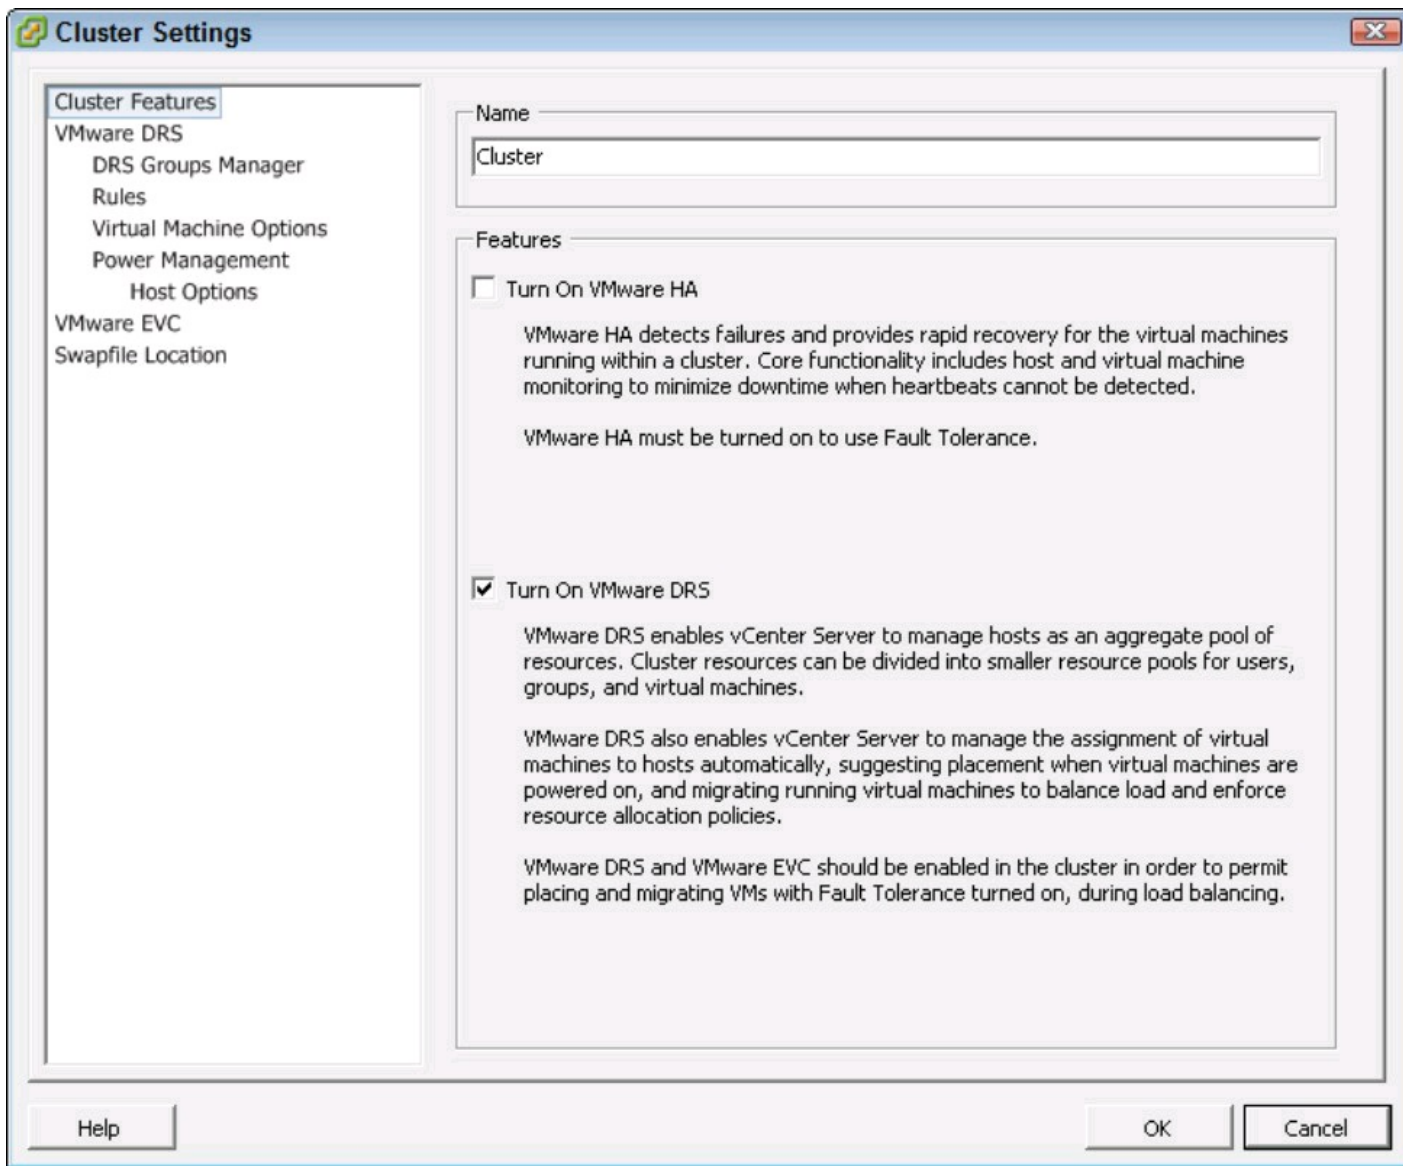 Cluster Settings
Cluster Features
VMware DRS
DRS Groups Manager
Rules
Virtual Machine Options
Power Management
Host Options
VMware EVC
Swapfile Location
Name
Cluster
Features
Turn On VMware HA
VMware HA detects failures and provides rapid recovery for the virtual machines
running within a cluster. Core functionality includes host and virtual machine
monitoring to minimize downtime when heartbeats cannot be detected.
VMware HA must be turned on to use Fault Tolerance.
Turn On VMware DRS
VMware DRS enables vCenter Server to manage hosts as an aggregate pool of
resources. Cluster resources can be divided into smaller resource pools for users,
groups, and virtual machines.
VMware DRS also enables vCenter Server to manage the assignment of virtual
machines to hosts automatically, suggesting placement when virtual machines are
powered on, and migrating running virtual machines to balance load and enforce
resource allocation policies.
VMware DRS and VMware EVC should be enabled in the cluster in order to permit
placing and migrating VMs with Fault Tolerance turned on, during load balancing.
Help
OK
Cancel